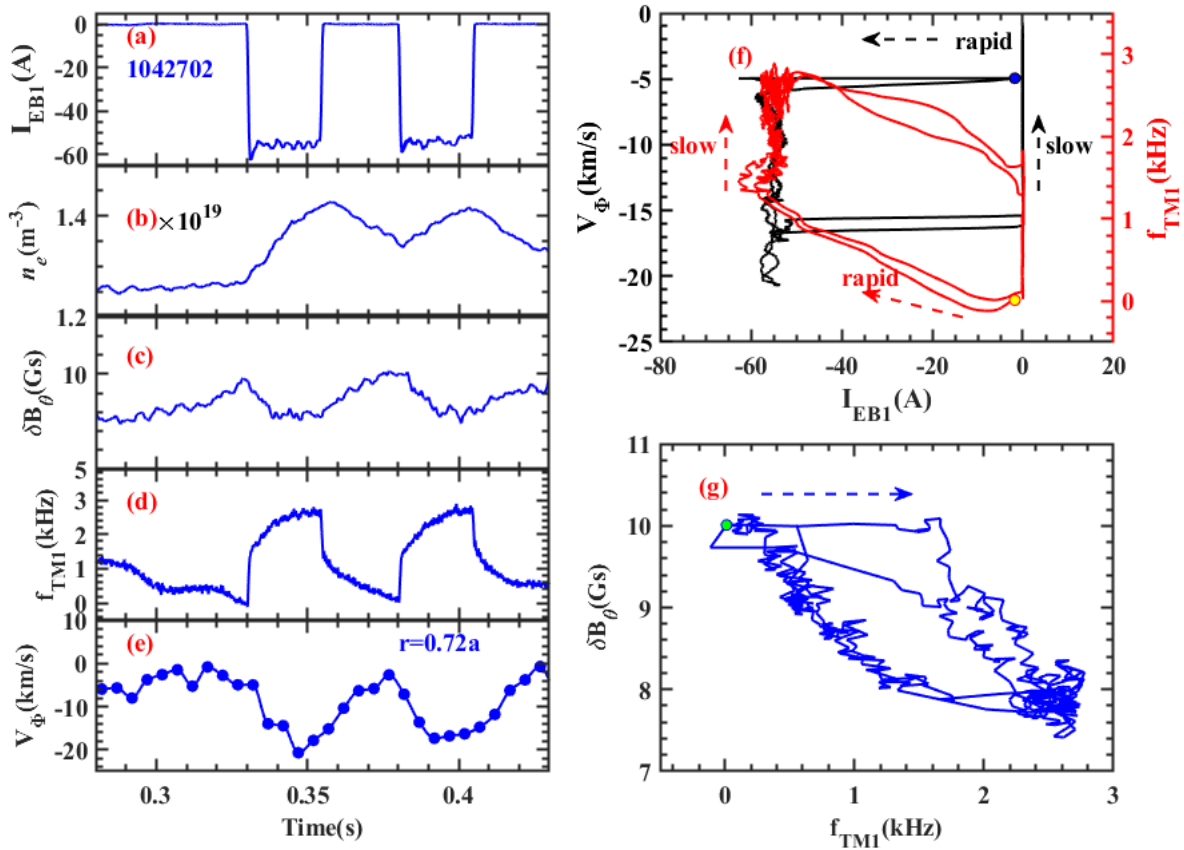 (a)
1042702
0
-20
-40
-60
I_EB1(A)
(b) ×10^19
1.4
1.2
n_e(m^-3)
(c)
10
5
δB_θ(Gs)
(d)
5
3
2
1
0
f_TM1(kHz)
(e)
r=0.72a
10
0
-10
-20
V_Φ(km/s)
0.3
0.35
0.4
Time(s)
(f)
rapid
slow
slow
rapid
0
-5
-10
-15
-20
-25
V_Φ(km/s)
3
2
1
0
f_TM1(kHz)
-80
-60
-40
-20
0
20
I_EB1(A)
(g)
11
10
9
8
7
δB_θ(Gs)
0
1
2
3
f_TM1(kHz)